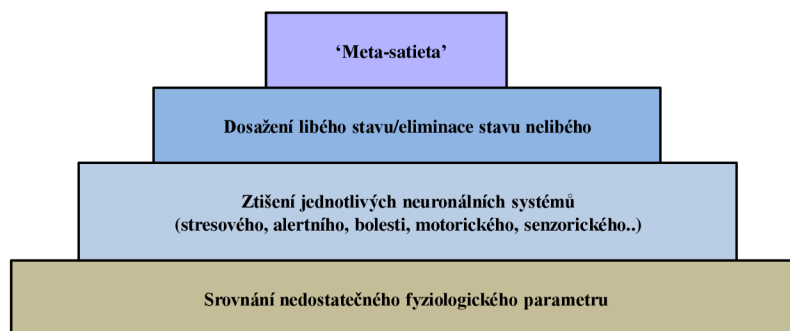 ‘Meta-satieta’
Dosažení libého stavu/eliminace stavu nelibého
Ztišení jednotlivých neuronálních systémů
(stresového, alertního, bolesti, motorického, senzorického..)
Srovnání nedostatečného fyziologického parametru